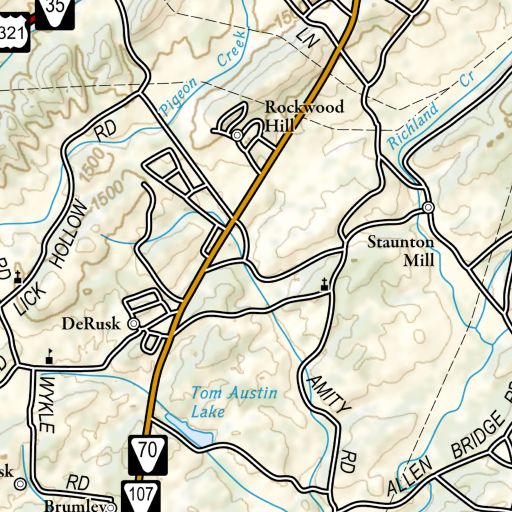 35
321
LN
Pigeon Creek
Rockwood
Hill
Richland Cr
RD
LICK HOLLOW
RD
Staunton
Mill
DeRusk
WYKLE
RD
Tom Austin
Lake
AMITY
RD
ALLEN BRIDGE RD
70
107
sk
Brumley
1500
1500
1500